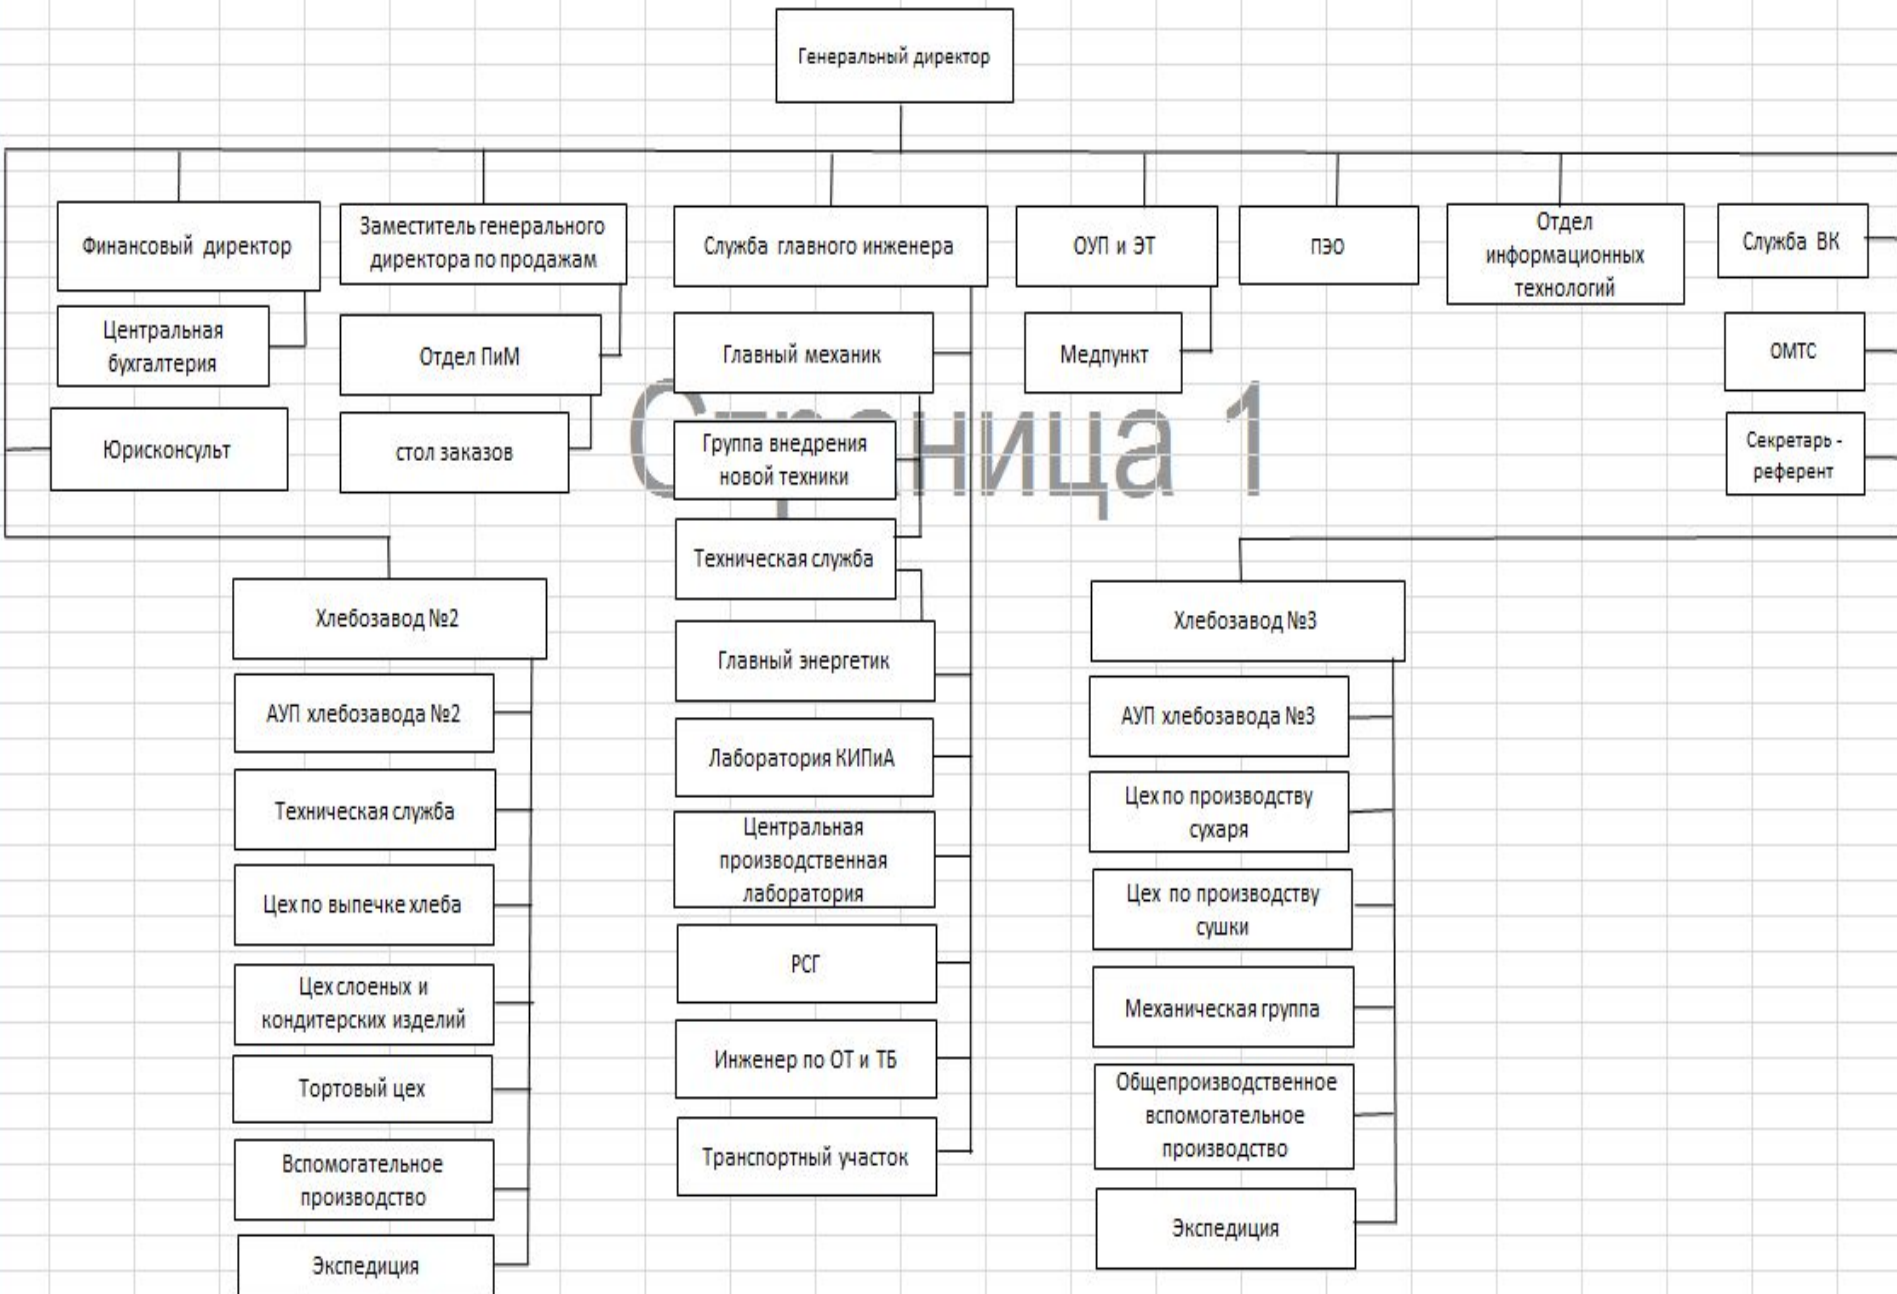 Генеральный директор
Финансовый директор
Заместитель генерального
директора по продажам
Служба главного инженера
ОУП и ЭТ
ПЭО
Отдел
информационных
технологий
Служба ВК
Центральная
бухгалтерия
Отдел ПиМ
Главный механик
Медпункт
ОМТС
Страница 1
Юрисконсульт
стол заказов
Группа внедрения
новой техники
Секретарь -
референт
Техническая служба
Хлебозавод №2
Главный энергетик
Хлебозавод №3
АУП хлебозавода №2
Лаборатория КИПиА
АУП хлебозавода №3
Техническая служба
Центральная
производственная
лаборатория
Цех по производству
сухаря
Цех по выпечке хлеба
РСГ
Цех по производству
сушки
Цех слоеных и
кондитерских изделий
Инженер по ОТ и ТБ
Механическая группа
Тортовый цех
Транспортный участок
Общепроизводственное
вспомогательное
производство
Вспомогательное
производство
Экспедиция
Экспедиция